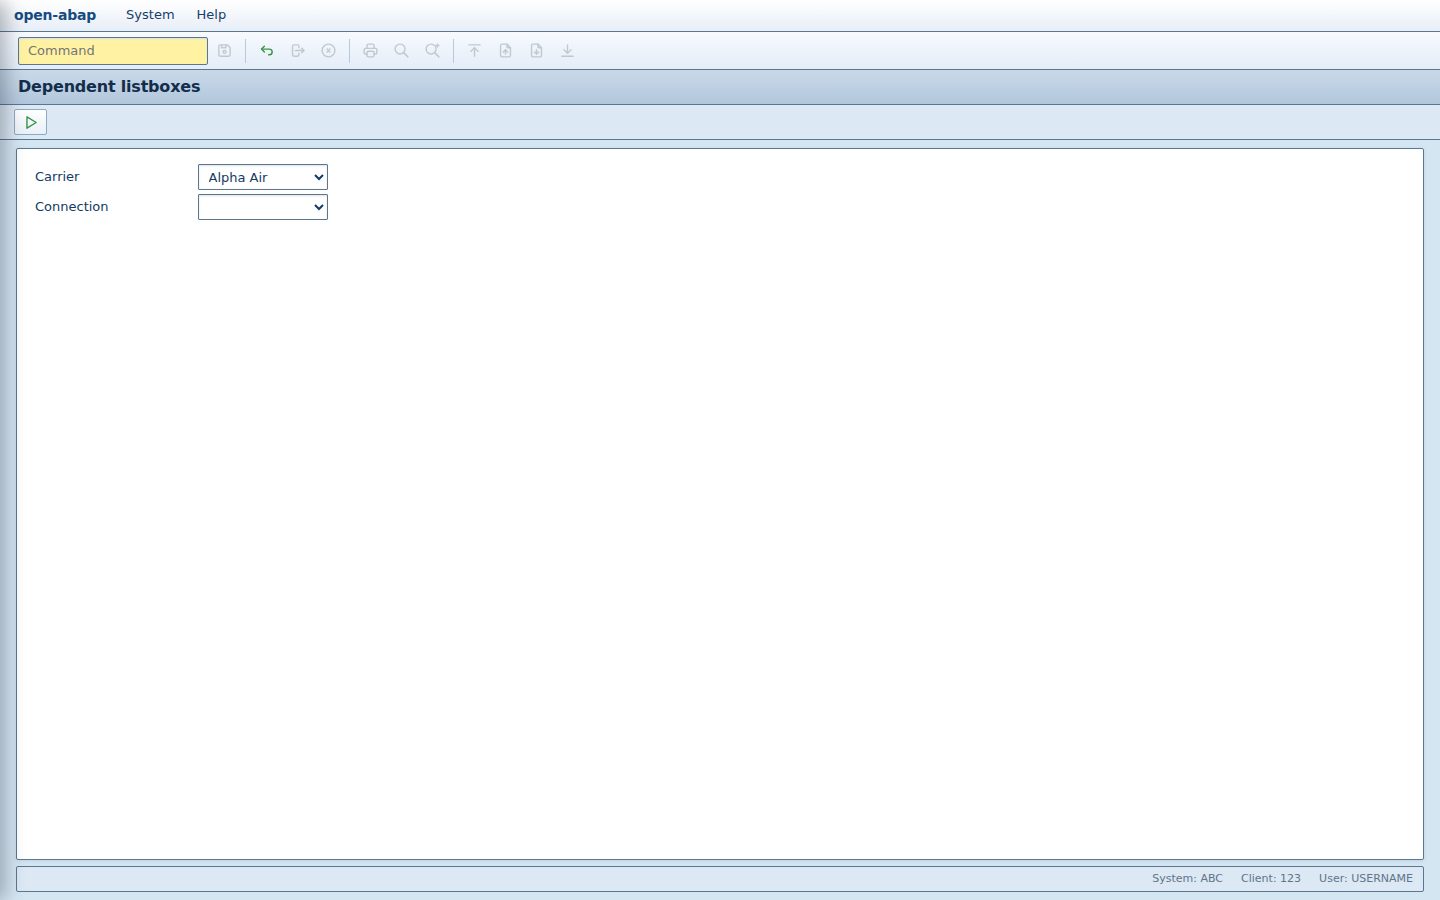 open-abap System Help
Command
Dependent listboxes
Carrier Alpha Air
Connection
System: ABC Client: 123 User: USERNAME